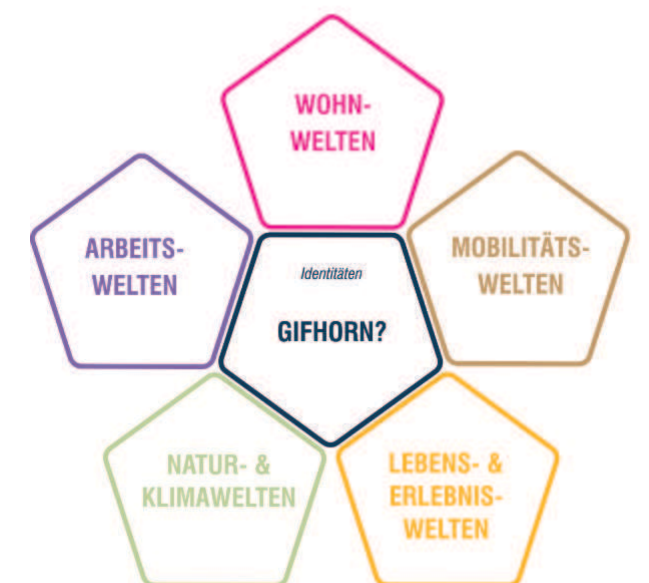 WOHN-
WELTEN
ARBEITS-
WELTEN
MOBILITÄTS-
WELTEN
Identitäten
GIFHORN?
NATUR- &
KLIMAWELTEN
LEBENS- &
ERLEBNIS-
WELTEN